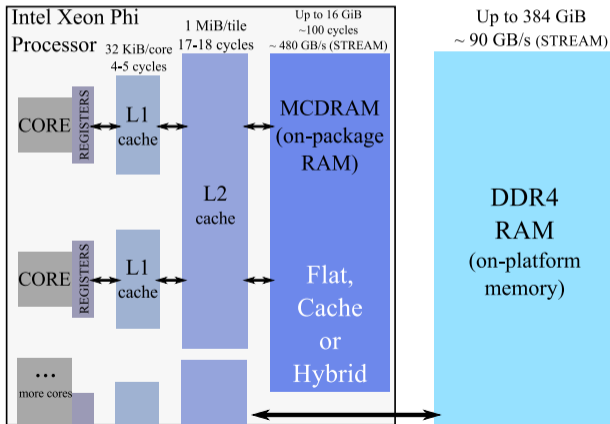 Intel Xeon Phi
Processor
32 KiB/core
4-5 cycles
1 MiB/tile
17-18 cycles
Up to 16 GiB
~100 cycles
~ 480 GB/s (STREAM)
Up to 384 GiB
~ 90 GB/s (STREAM)
CORE
REGISTERS
L1
cache
L2
cache
MCDRAM
(on-package
RAM)
DDR4
RAM
(on-platform
memory)
CORE
REGISTERS
L1
cache
Flat,
Cache
or
Hybrid
...
more cores